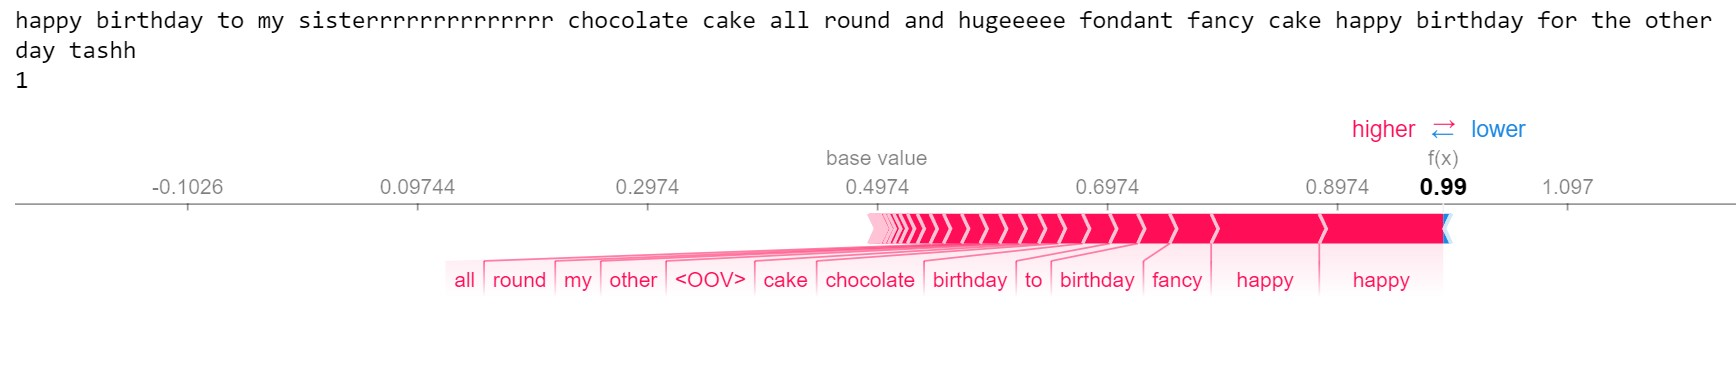 happy birthday to my sisterrrrrrrrrrrrrr chocolate cake all round and hugeeeee fondant fancy cake happy birthday for the other
day tashh
1
higher ⇄ lower
base value f(x)
-0.1026 0.09744 0.2974 0.4974 0.6974 0.8974 0.99 1.097
all round my other <OOV> cake chocolate birthday to birthday fancy happy happy